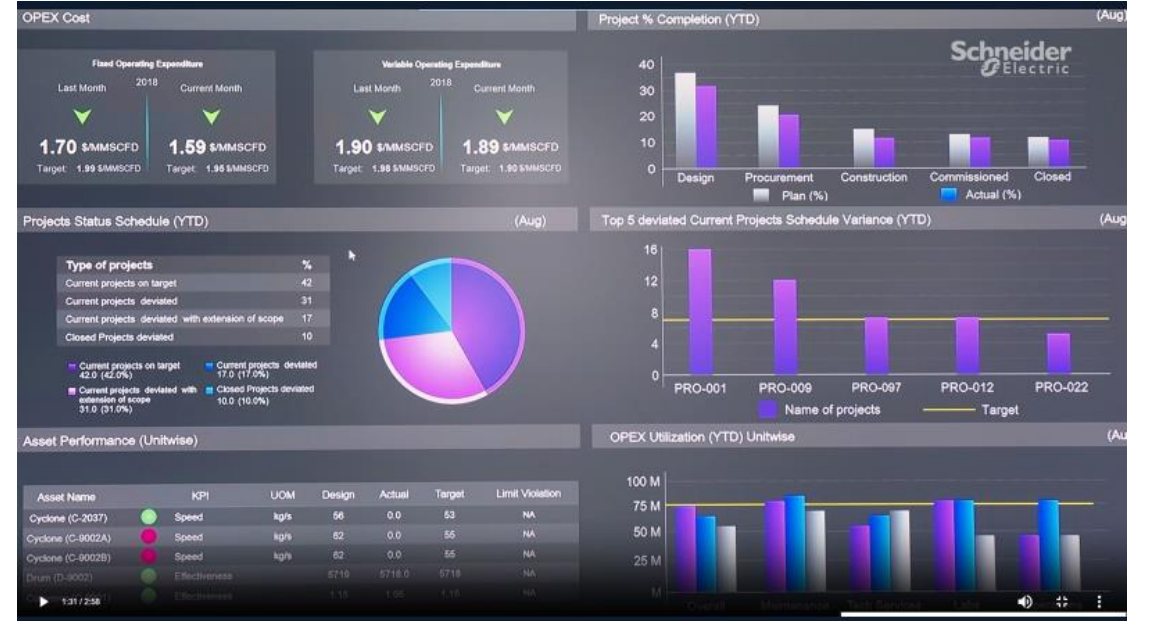 OPEX Cost
Fixed Operating Expenditure
Last Month 2018 Current Month
1.70 $/MMSCFD 1.59 $/MMSCFD
Target: 1.99 $/MMSCFD Target: 1.95 $/MMSCFD
Variable Operating Expenditure
Last Month 2018 Current Month
1.90 $/MMSCFD 1.89 $/MMSCFD
Target: 1.98 $/MMSCFD Target: 1.90 $/MMSCFD
Project % Completion (YTD) (Aug)
Schneider
Electric
40
30
20
10
0
Design Procurement Construction Commissioned Closed
Plan (%) Actual (%)
Projects Status Schedule (YTD) (Aug)
Type of projects %
Current projects on target 42
Current projects deviated 31
Current projects deviated with extension of scope 17
Closed Projects deviated 10
Current projects on target
42.0 (42.0%)
Current projects deviated
17.0 (17.0%)
Current projects deviated with
extension of scope
31.0 (31.0%)
Closed Projects deviated
10.0 (10.0%)
Top 5 deviated Current Projects Schedule Variance (YTD) (Aug
16
12
8
4
0
PRO-001 PRO-009 PRO-097 PRO-012 PRO-022
Name of projects Target
Asset Performance (Unitwise)
Asset Name KPI UOM Design Actual Target Limit Violation
Cyclone (C-2037) Speed kg/s 56 0.0 53 NA
Cyclone (C-9002A) Speed kg/s 62 0.0 55 NA
Cyclone (C-9002B) Speed kg/s 62 0.0 55 NA
Drum (D-9002) Effectiveness 5719 5716.0 5718 NA
Effectiveness NA
OPEX Utilization (YTD) Unitwise (Au
100 M
75 M
50 M
25 M
M
Overall Maintenance Tech Services Labs
1:31 / 2:58